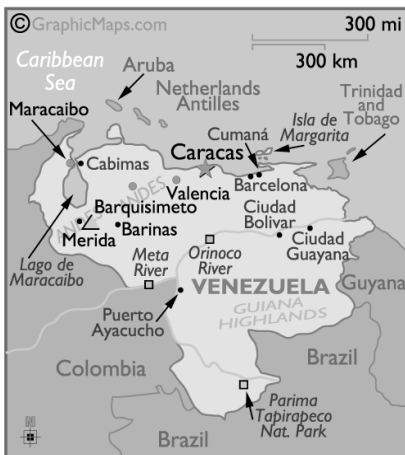 © GraphicMaps.com
300 mi
300 km
Caribbean
Sea
Aruba
Netherlands
Antilles
Trinidad
and
Tobago
Isla de
Margarita
Cumaná
Maracaibo
Cabimas
Caracas
Valencia
Barcelona
ANDES
ANDES
Barquisimeto
Merida
Barinas
Ciudad
Bolivar
Ciudad
Guayana
Lago de
Maracaibo
Meta
River
Orinoco
River
VENEZUELA
GUIANA
HIGHLANDS
Guyana
Puerto
Ayacucho
Colombia
Brazil
Parima
Tapirapeco
Nat. Park
Brazil
N